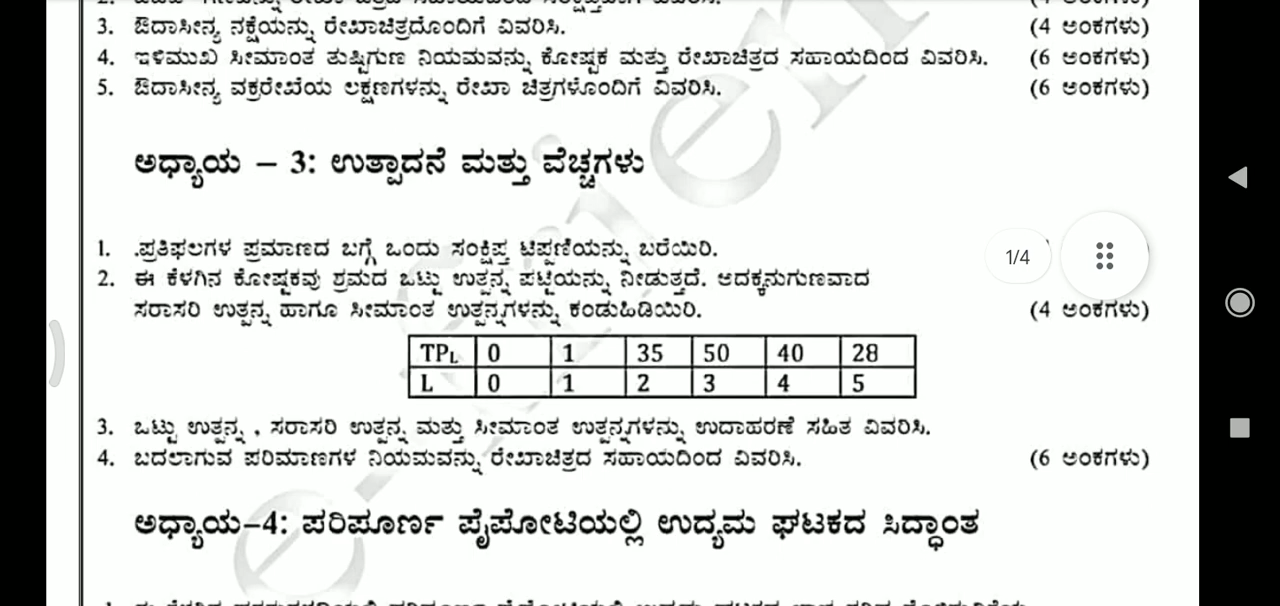 3. ಔದಾಸೀನ್ಯ ನಕ್ಷೆಯನ್ನು ರೇಖಾಚಿತ್ರದೊಂದಿಗೆ ವಿವರಿಸಿ. (4 ಅಂಕಗಳು)
4. ಇಳಿಮುಖ ಸೀಮಾಂತ ತುಷ್ಟಿಗುಣ ನಿಯಮವನ್ನು ಕೋಷ್ಟಕ ಮತ್ತು ರೇಖಾಚಿತ್ರದ ಸಹಾಯದಿಂದ ವಿವರಿಸಿ. (6 ಅಂಕಗಳು)
5. ಔದಾಸೀನ್ಯ ವಕ್ರರೇಖೆಯ ಲಕ್ಷಣಗಳನ್ನು ರೇಖಾ ಚಿತ್ರಗಳೊಂದಿಗೆ ವಿವರಿಸಿ. (6 ಅಂಕಗಳು)
ಅಧ್ಯಾಯ – 3: ಉತ್ಪಾದನೆ ಮತ್ತು ವೆಚ್ಚಗಳು
1. .ಪ್ರತಿಫಲಗಳ ಪ್ರಮಾಣದ ಬಗ್ಗೆ ಒಂದು ಸಂಕ್ಷಿಪ್ತ ಟಿಪ್ಪಣಿಯನ್ನು ಬರೆಯಿರಿ.
1/4
2. ಈ ಕೆಳಗಿನ ಕೋಷ್ಟಕವು ಶ್ರಮದ ಒಟ್ಟು ಉತ್ಪನ್ನ ಪಟ್ಟಿಯನ್ನು ನೀಡುತ್ತದೆ. ಅದಕ್ಕನುಗುಣವಾದ
ಸರಾಸರಿ ಉತ್ಪನ್ನ ಹಾಗೂ ಸೀಮಾಂತ ಉತ್ಪನ್ನಗಳನ್ನು ಕಂಡುಹಿಡಿಯಿರಿ. (4 ಅಂಕಗಳು)
TPL 0 1 35 50 40 28
L 0 1 2 3 4 5
3. ಒಟ್ಟು ಉತ್ಪನ್ನ , ಸರಾಸರಿ ಉತ್ಪನ್ನ ಮತ್ತು ಸೀಮಾಂತ ಉತ್ಪನ್ನಗಳನ್ನು ಉದಾಹರಣೆ ಸಹಿತ ವಿವರಿಸಿ.
4. ಬದಲಾಗುವ ಪರಿಮಾಣಗಳ ನಿಯಮವನ್ನು ರೇಖಾಚಿತ್ರದ ಸಹಾಯದಿಂದ ವಿವರಿಸಿ. (6 ಅಂಕಗಳು)
ಅಧ್ಯಾಯ–4: ಪರಿಪೂರ್ಣ ಪೈಪೋಟಿಯಲ್ಲಿ ಉದ್ಯಮ ಘಟಕದ ಸಿದ್ಧಾಂತ